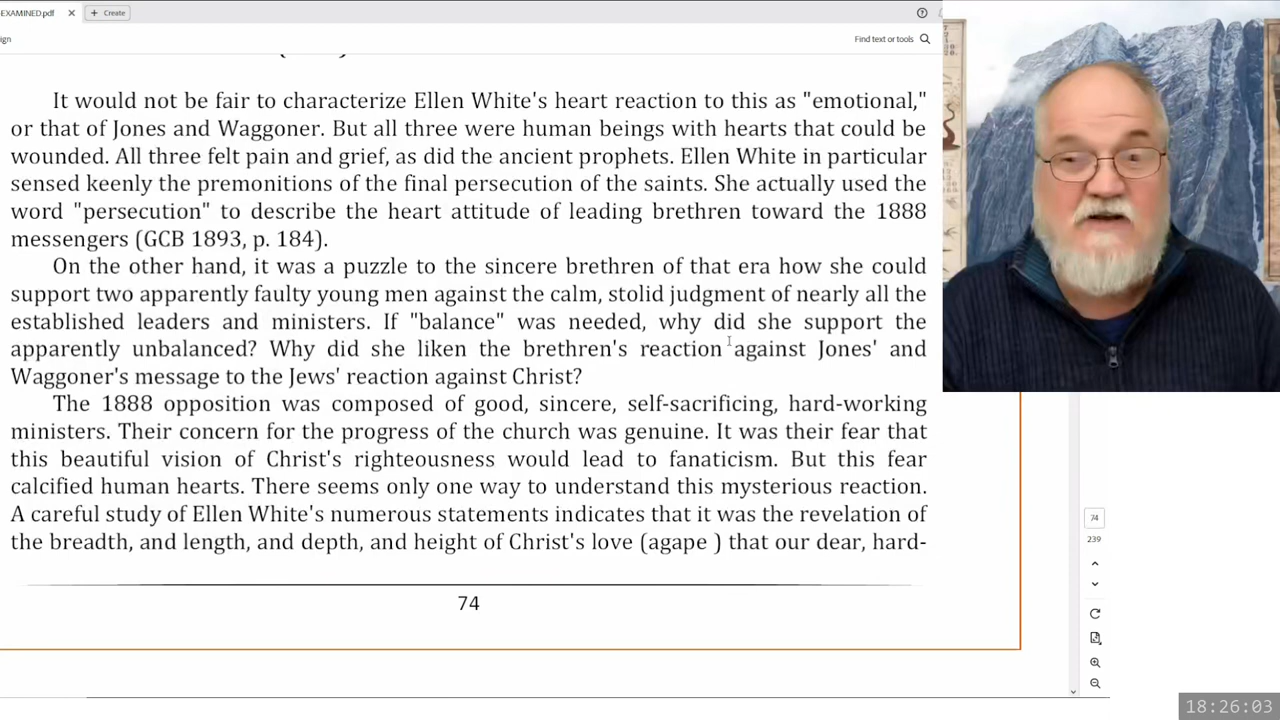 -EXAMINED.pdf
Create
ign
Find text or tools
It would not be fair to characterize Ellen White's heart reaction to this as "emotional,"
or that of Jones and Waggoner. But all three were human beings with hearts that could be
wounded. All three felt pain and grief, as did the ancient prophets. Ellen White in particular
sensed keenly the premonitions of the final persecution of the saints. She actually used the
word "persecution" to describe the heart attitude of leading brethren toward the 1888
messengers (GCB 1893, p. 184).
On the other hand, it was a puzzle to the sincere brethren of that era how she could
support two apparently faulty young men against the calm, stolid judgment of nearly all the
established leaders and ministers. If "balance" was needed, why did she support the
apparently unbalanced? Why did she liken the brethren's reaction against Jones' and
Waggoner's message to the Jews' reaction against Christ?
The 1888 opposition was composed of good, sincere, self-sacrificing, hard-working
ministers. Their concern for the progress of the church was genuine. It was their fear that
this beautiful vision of Christ's righteousness would lead to fanaticism. But this fear
calcified human hearts. There seems only one way to understand this mysterious reaction.
A careful study of Ellen White's numerous statements indicates that it was the revelation of
the breadth, and length, and depth, and height of Christ's love (agape ) that our dear, hard-
74
74
239
18:26:03